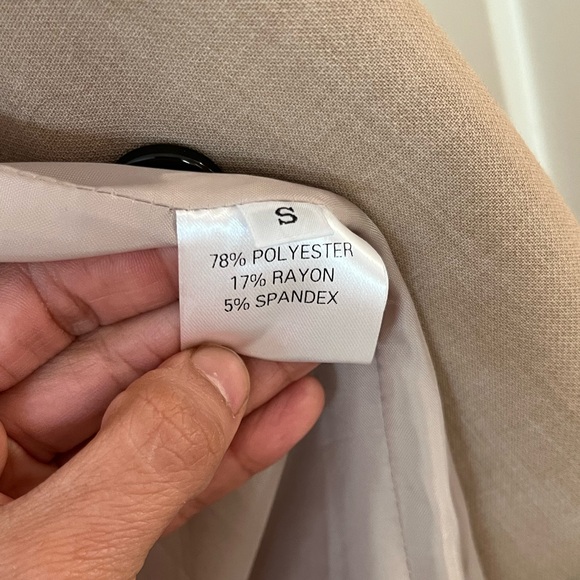 S
78% POLYESTER
17% RAYON
5% SPANDEX